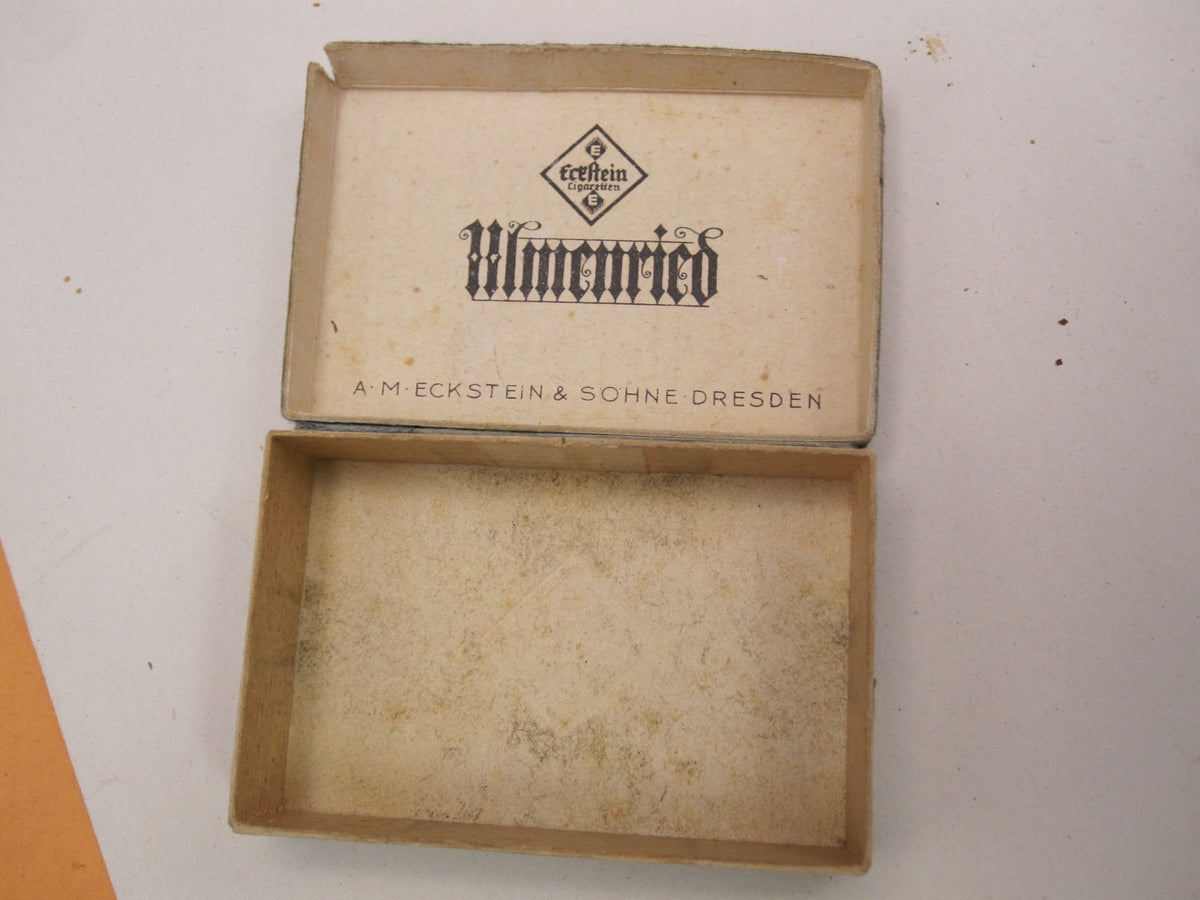 E
Eckstein
Cigaretten
E
Ulmenried
A·M·ECKSTEIN & SÖHNE·DRESDEN